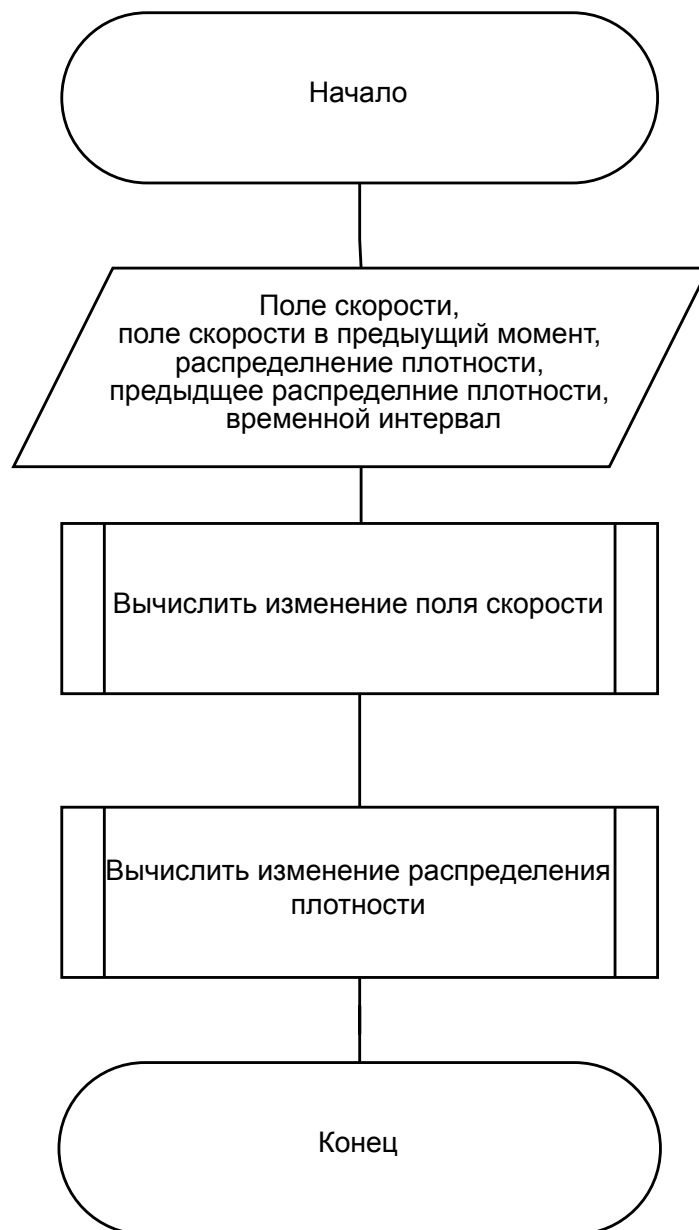 Начало
Поле скорости,
поле скорости в предыущий момент,
распределнение плотности,
предыдщее распределние плотности,
временной интервал
Вычислить изменение поля скорости
Вычислить изменение распределения
плотности
Конец